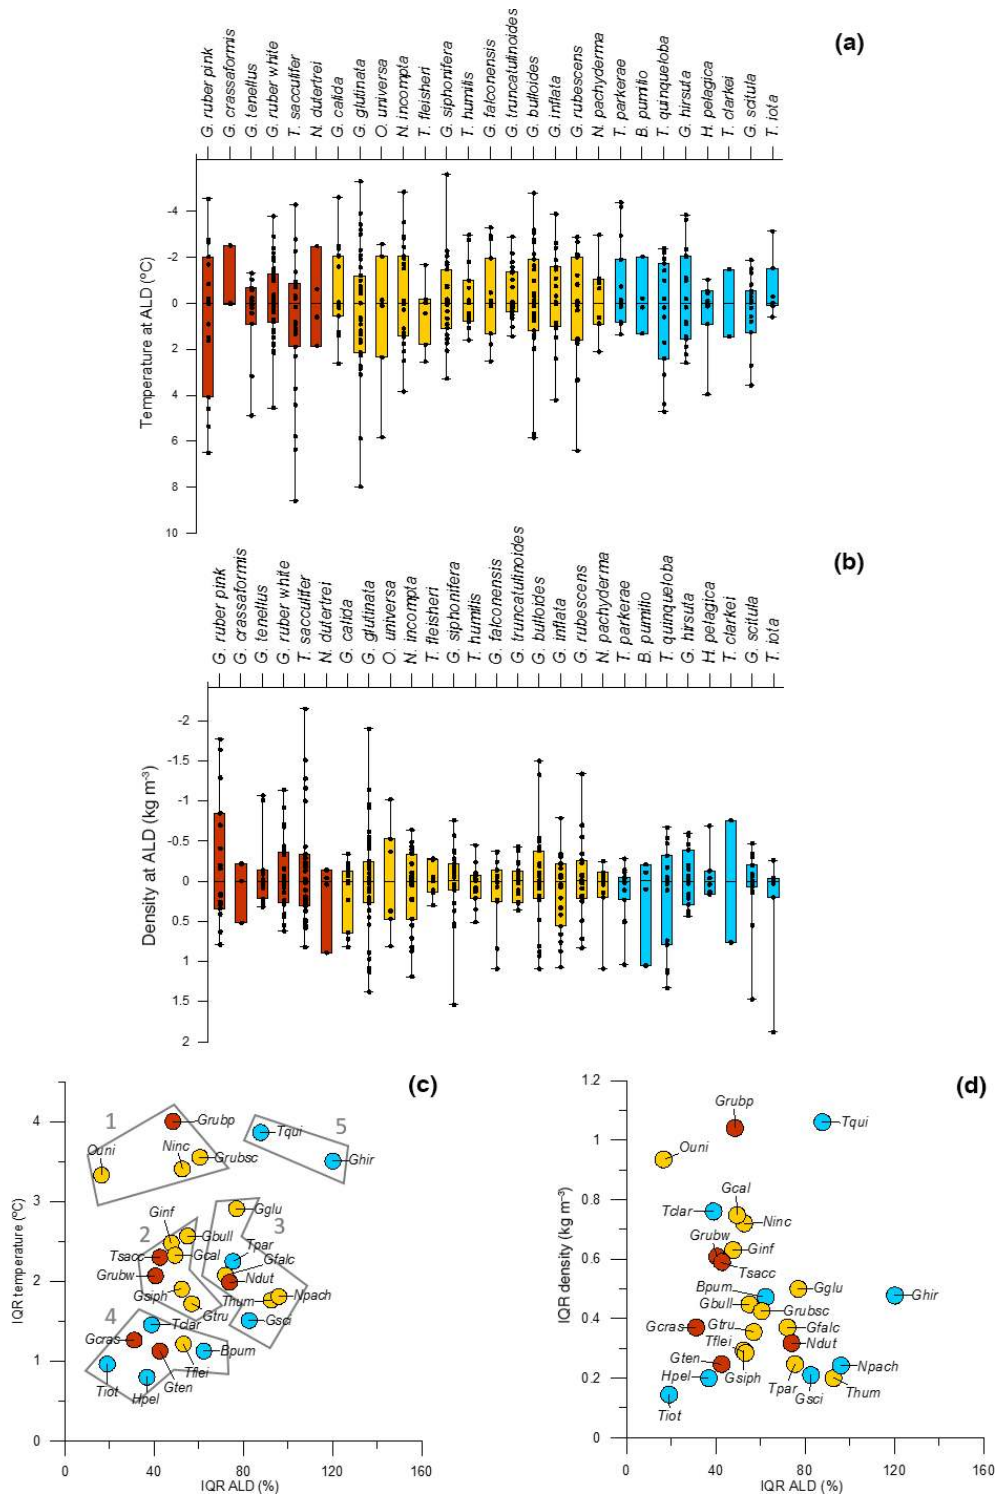 (a)
G. ruber pink
G. crassaformis
G. tenellus
G. ruber white
T. sacculifer
N. dutertrei
G. calida
G. glutinata
O. universa
N. incompta
T. fleisheri
G. siphonifera
T. humilis
G. falconensis
G. truncatulinoides
G. bulloides
G. inflata
G. rubescens
N. pachyderma
T. parkerae
B. pumilio
T. quinqueloba
G. hirsuta
H. pelagica
T. clarkei
G. scitula
T. iota
-4
-2
0
2
4
6
8
10
Temperature at ALD (ºC)
(b)
G. ruber pink
G. crassaformis
G. tenellus
G. ruber white
T. sacculifer
N. dutertrei
G. calida
G. glutinata
O. universa
N. incompta
T. fleisheri
G. siphonifera
T. humilis
G. falconensis
G. truncatulinoides
G. bulloides
G. inflata
G. rubescens
N. pachyderma
T. parkerae
B. pumilio
T. quinqueloba
G. hirsuta
H. pelagica
T. clarkei
G. scitula
T. iota
-2
-1.5
-1
-0.5
0
0.5
1
1.5
2
Density at ALD (kg m⁻³)
(c)
4
3
2
1
0
IQR temperature (ºC)
1
Grubp
Ouni
Ninc
Grubsc
5
Tqui
Ghir
Gglu
3
Ginf
2
Gbull
Tpar
Tsacc
Gcal
Gfalc
Grubw
Ndut
Gsiph
Thum
Npach
Gtru
4
Tclar
Gsci
Gcras
Bpum
Tflei
Tiot
Gten
Hpel
0
40
80
120
160
IQR ALD (%)
(d)
1.2
1
0.8
0.6
0.4
0.2
0
IQR density (kg m⁻³)
Grubp
Tqui
Ouni
Gcal
Tclar
Ninc
Grubw
Ginf
Tsacc
Bpum
Gglu
Ghir
Gbull
Grubsc
Gcras
Gtru
Gfalc
Tflei
Ndut
Gten
Hpel
Gsiph
Npach
Tpar
Thum
Gsci
Tiot
0
40
80
120
160
IQR ALD (%)